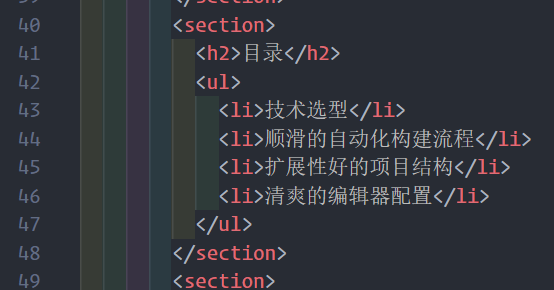 39 </section>
40 <section>
41 <h2>目录</h2>
42 <ul>
43 <li>技术选型</li>
44 <li>顺滑的自动化构建流程</li>
45 <li>扩展性好的项目结构</li>
46 <li>清爽的编辑器配置</li>
47 </ul>
48 </section>
49 <section>